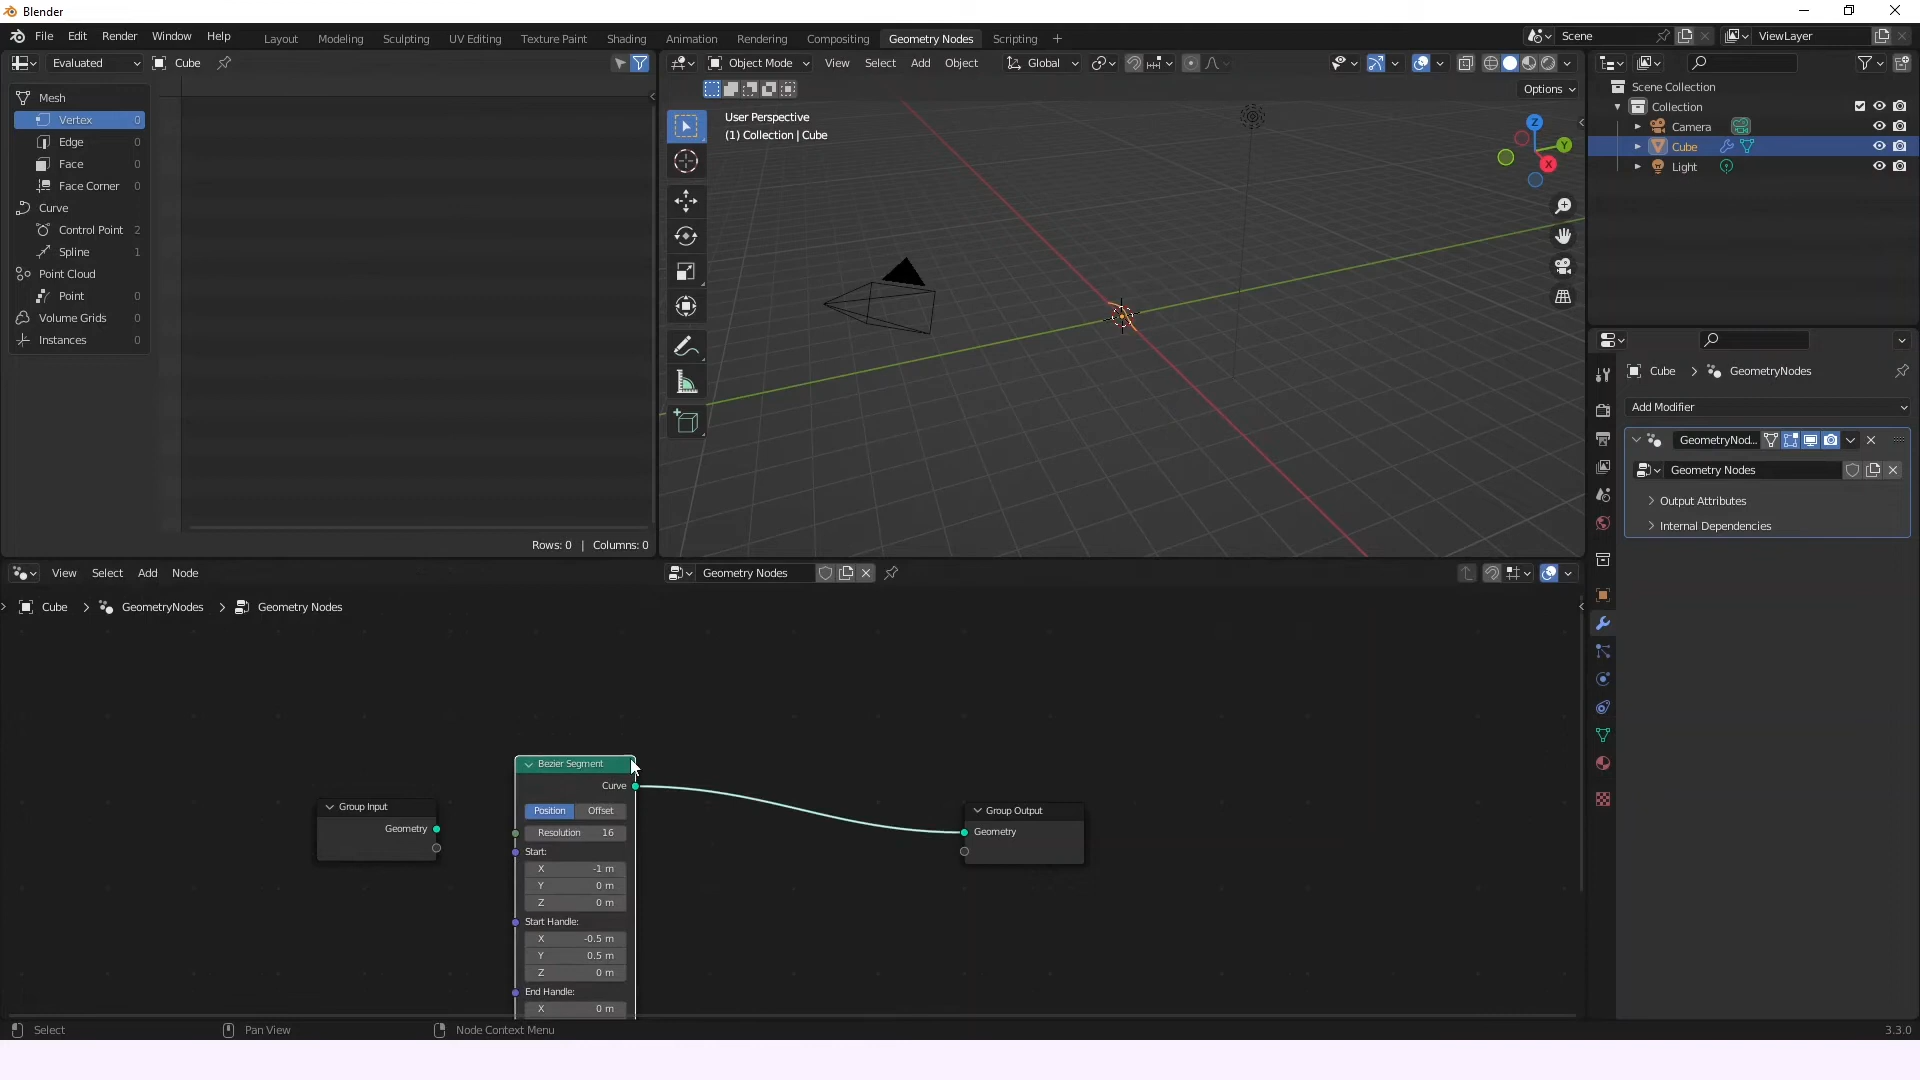 Blender
File Edit Render Window Help
Layout Modeling Sculpting UV Editing Texture Paint Shading Animation Rendering Compositing Geometry Nodes Scripting +
Scene
ViewLayer
Evaluated
Cube
Object Mode View Select Add Object Global
Options
Mesh
Vertex 0
Edge 0
Face 0
Face Corner 0
Curve
Control Point 2
Spline 1
Point Cloud
Point 0
Volume Grids 0
Instances 0
Rows: 0 | Columns: 0
User Perspective
(1) Collection | Cube
Z
Y
X
Scene Collection
Collection
Camera
Cube
Light
Cube > GeometryNodes
Add Modifier
GeometryNod...
Geometry Nodes
Output Attributes
Internal Dependencies
View Select Add Node
Geometry Nodes
Cube > GeometryNodes > Geometry Nodes
Group Input
Geometry
Bezier Segment
Curve
Position Offset
Resolution 16
Start:
X -1 m
Y 0 m
Z 0 m
Start Handle:
X -0.5 m
Y 0.5 m
Z 0 m
End Handle:
X 0 m
Group Output
Geometry
Select
Pan View
Node Context Menu
3.3.0